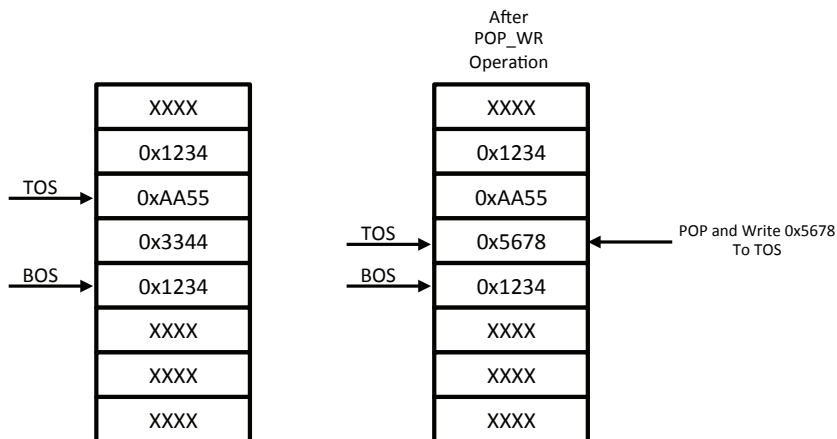 After
POP_WR
Operation
XXXX
0x1234
TOS
0xAA55
0x3344
BOS
0x1234
XXXX
XXXX
XXXX
XXXX
0x1234
0xAA55
TOS
0x5678
POP and Write 0x5678
To TOS
BOS
0x1234
XXXX
XXXX
XXXX